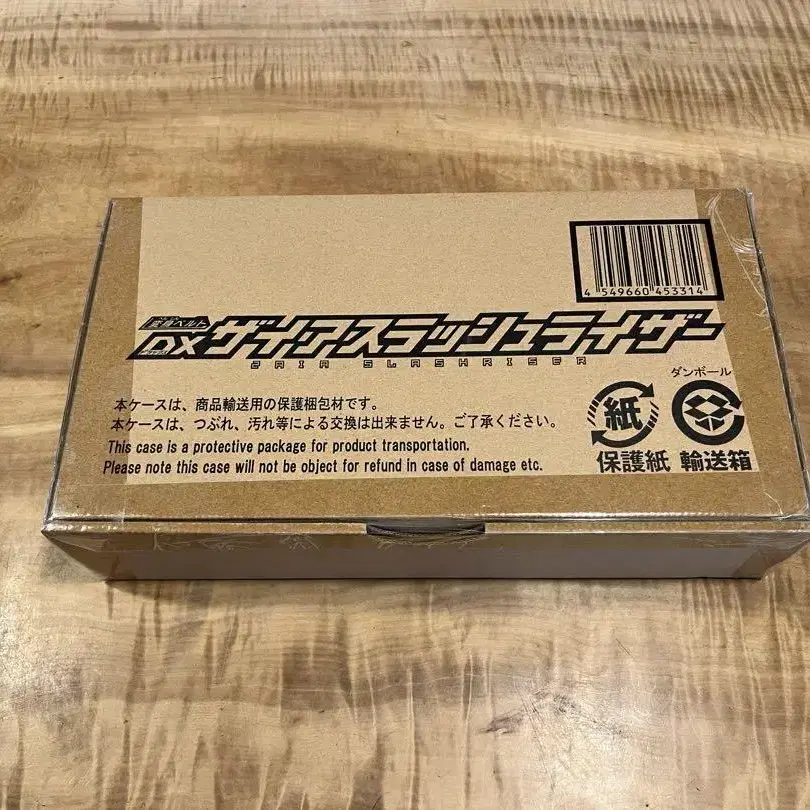 4 549660 453314
変身ベルト
DXザイアスラッシュライザー
ZAIA SLASHRISER
本ケースは、商品輸送用の保護梱包材です。
本ケースは、つぶれ、汚れ等による交換は出来ません。ご了承ください。
This case is a protective package for product transportation.
Please note this case will not be object for refund in case of damage etc.
ダンボール
紙
保護紙 輸送箱